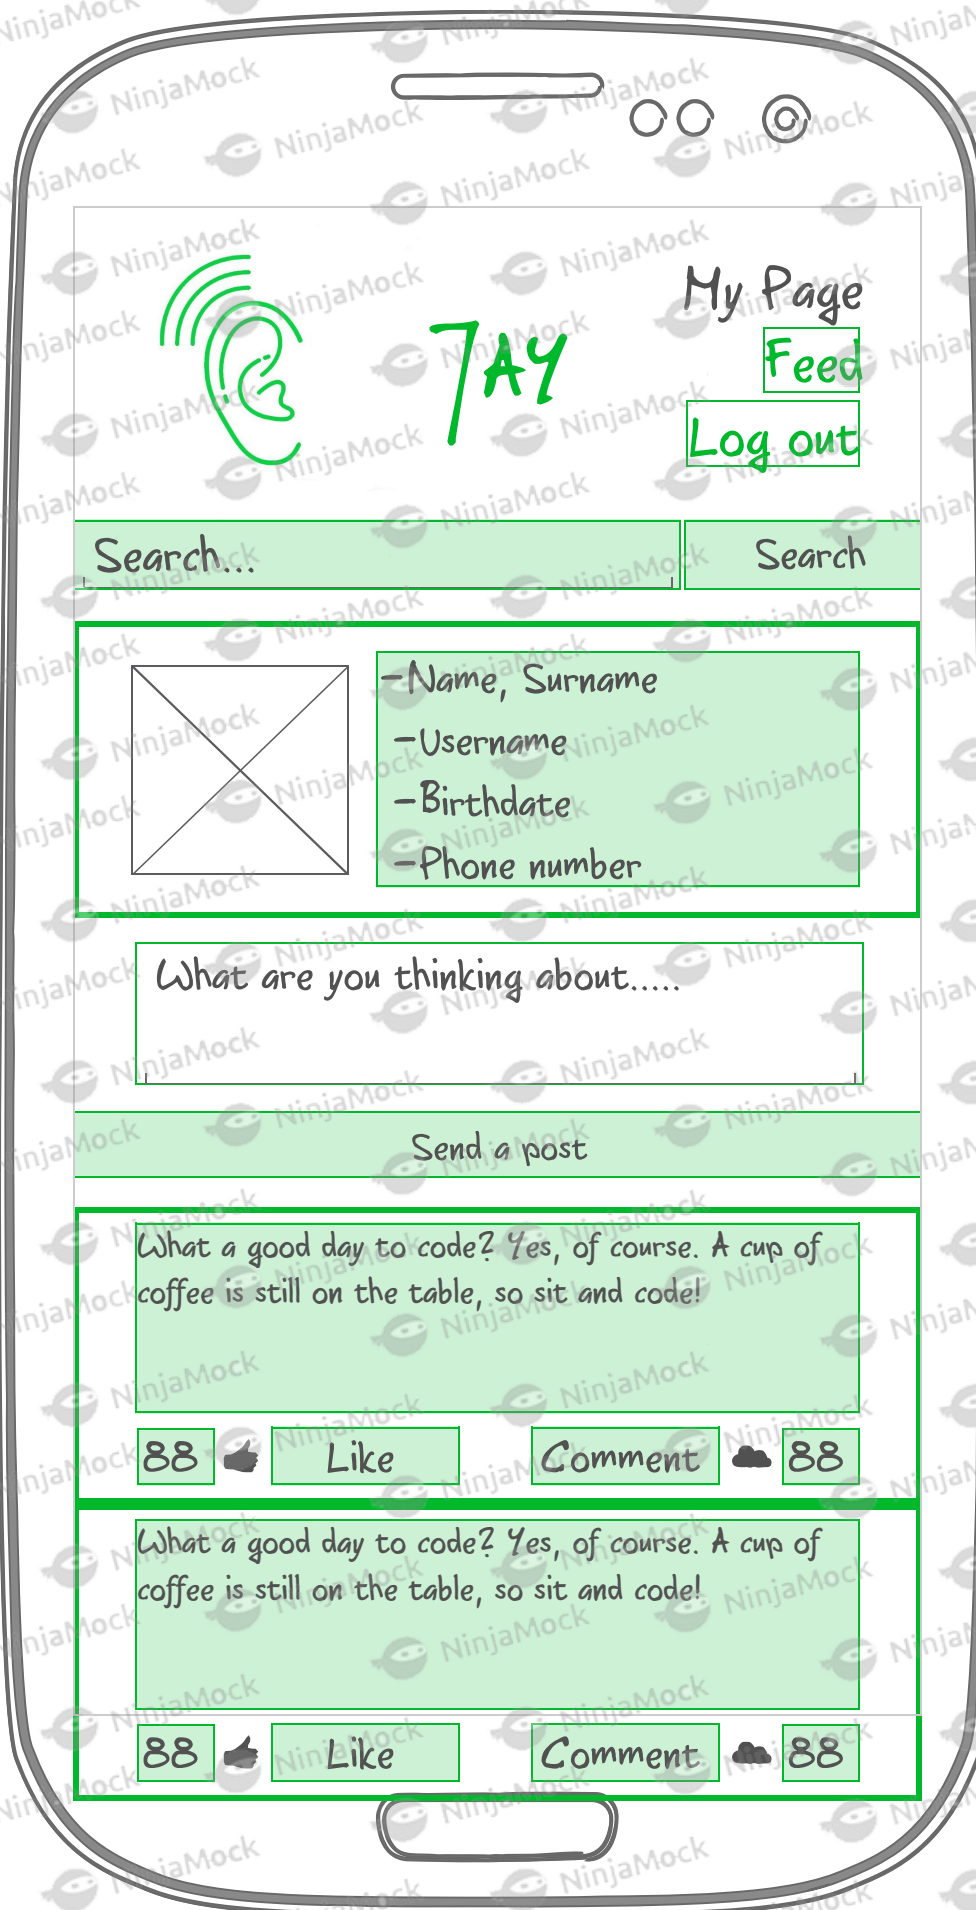 My Page
7AY
Feed
Log out
Search...
Search
-Name, Surname
-Username
-Birthdate
-Phone number
What are you thinking about.....
Send a post
What a good day to code? Yes, of course. A cup of
coffee is still on the table, so sit and code!
88
Like
Comment
88
What a good day to code? Yes, of course. A cup of
coffee is still on the table, so sit and code!
88
Like
Comment
88
NinjaMock